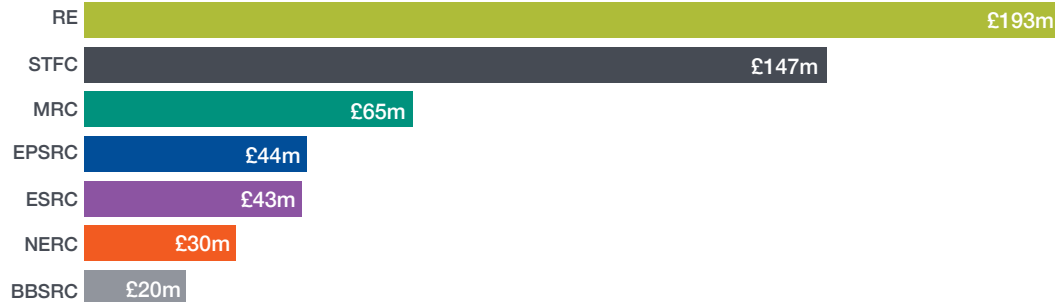 RE £193m
STFC £147m
MRC £65m
EPSRC £44m
ESRC £43m
NERC £30m
BBSRC £20m